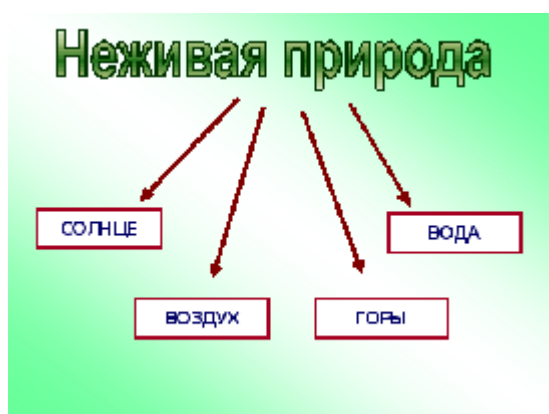 Неживая природа
СОЛНЦЕ
ВОДА
ВОЗДУХ
ГОРЫ